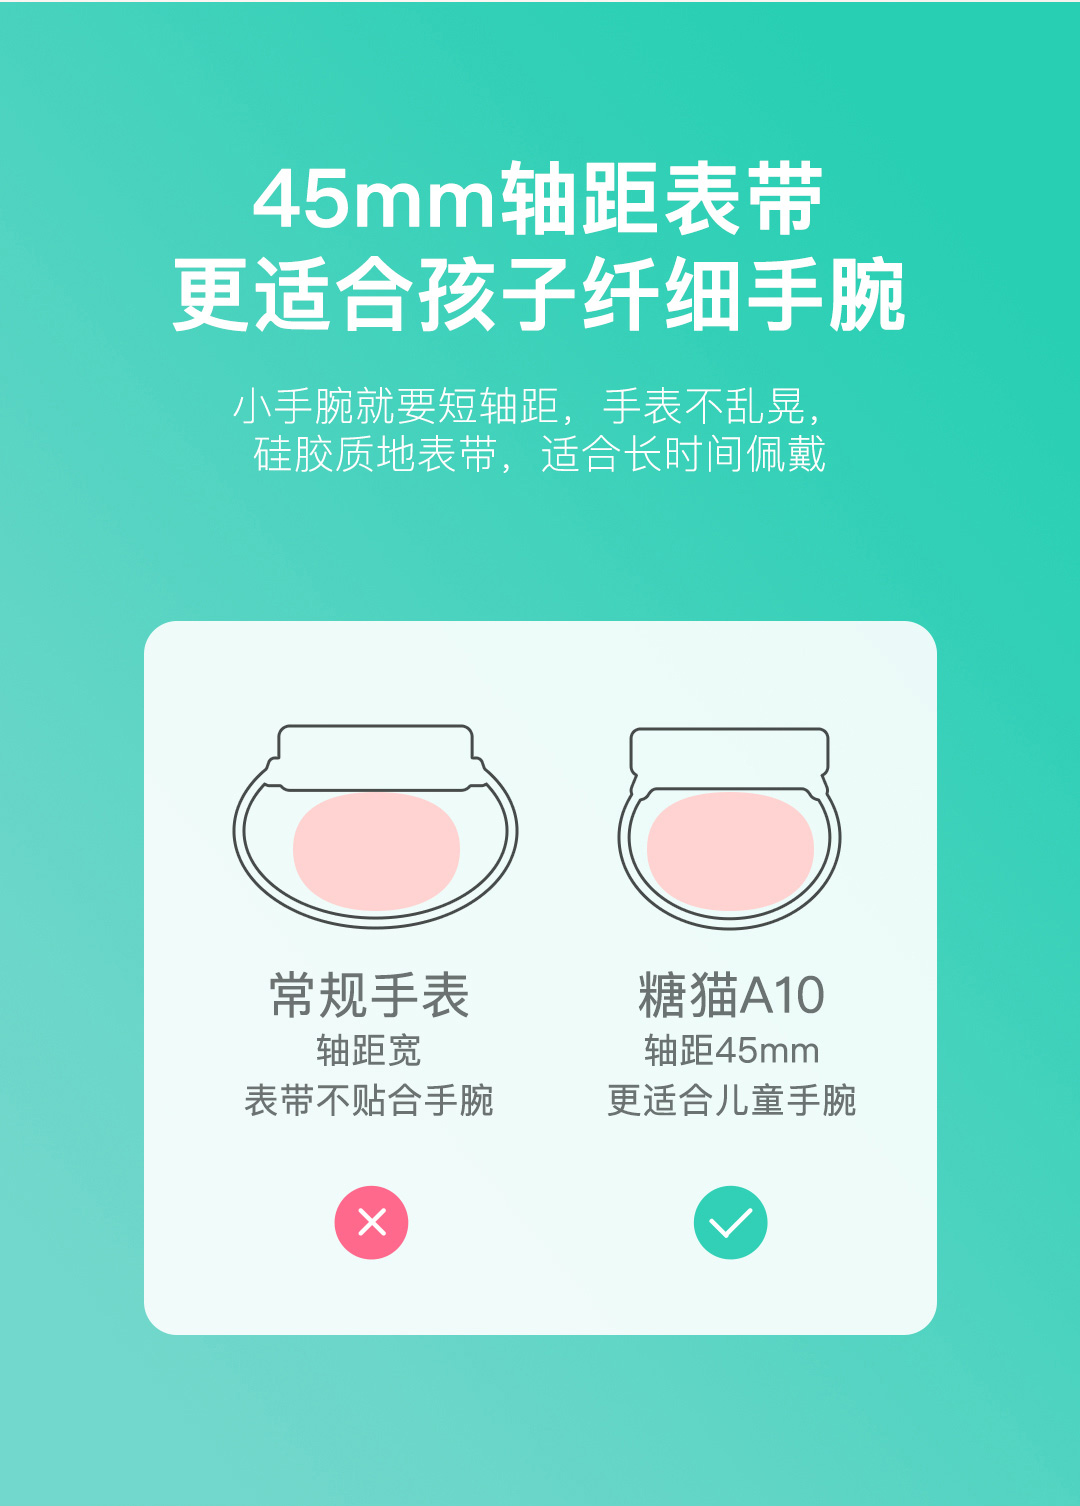 45mm轴距表带
更适合孩子纤细手腕
小手腕就要短轴距，手表不乱晃，
硅胶质地表带，适合长时间佩戴
常规手表
轴距宽
表带不贴合手腕
糖猫A10
轴距45mm
更适合儿童手腕